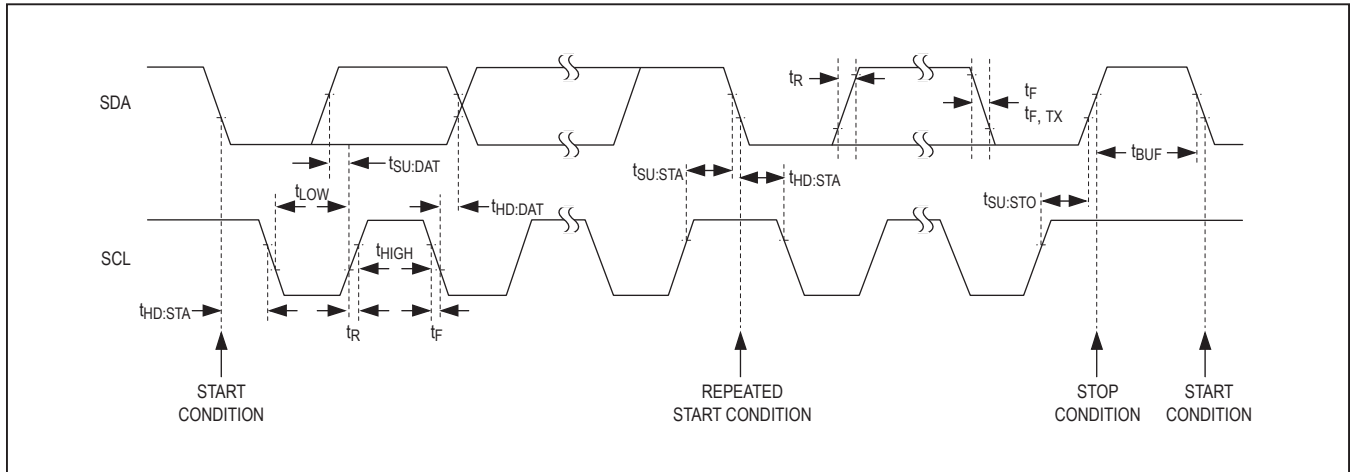 SDA
tR
tF
tF, TX
tSU:DAT
tLOW
tHD:DAT
tSU:STA
tHD:STA
tBUF
tSU:STO
SCL
tHIGH
tHD:STA
tR
tF
START
CONDITION
REPEATED
START CONDITION
STOP
CONDITION
START
CONDITION